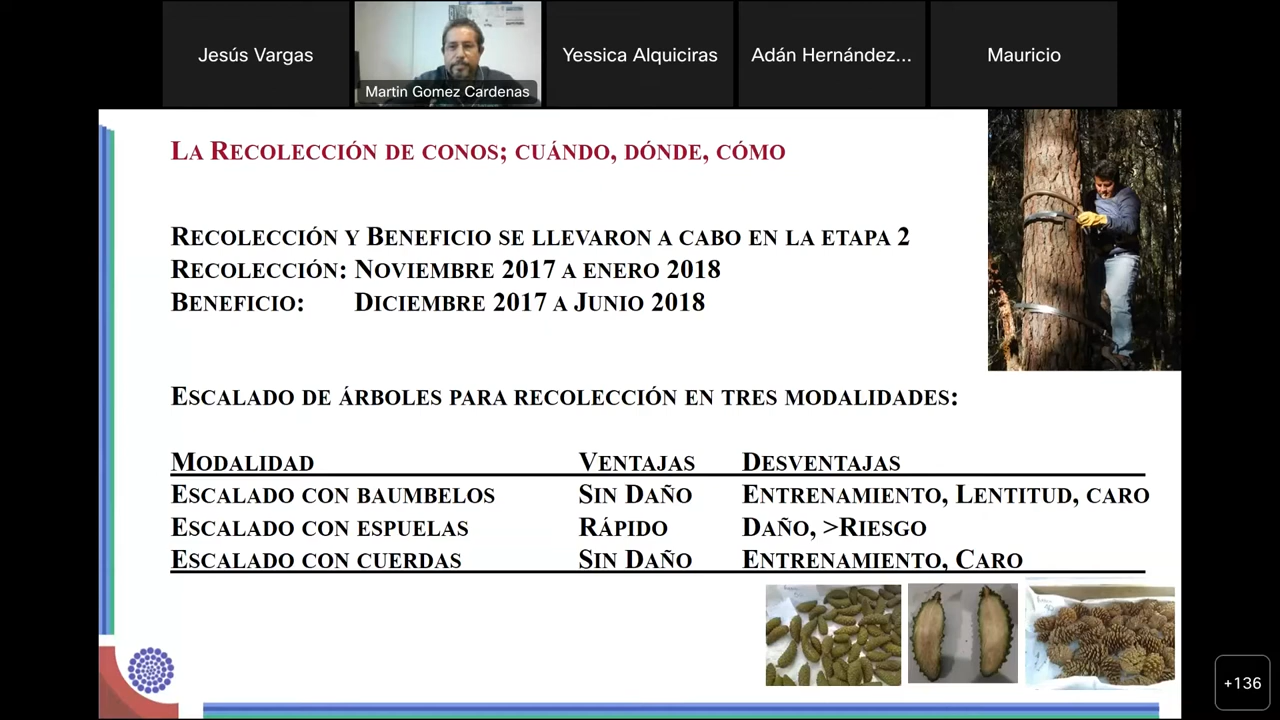 Jesús Vargas
Martin Gomez Cardenas
Yessica Alquiciras
Adán Hernández...
Mauricio
LA RECOLECCIÓN DE CONOS; CUÁNDO, DÓNDE, CÓMO
RECOLECCIÓN Y BENEFICIO SE LLEVARON A CABO EN LA ETAPA 2
RECOLECCIÓN: NOVIEMBRE 2017 A ENERO 2018
BENEFICIO: DICIEMBRE 2017 A JUNIO 2018
ESCALADO DE ÁRBOLES PARA RECOLECCIÓN EN TRES MODALIDADES:
MODALIDAD VENTAJAS DESVENTAJAS
ESCALADO CON BAUMBELOS SIN DAÑO ENTRENAMIENTO, LENTITUD, CARO
ESCALADO CON ESPUELAS RÁPIDO DAÑO, >RIESGO
ESCALADO CON CUERDAS SIN DAÑO ENTRENAMIENTO, CARO
+136